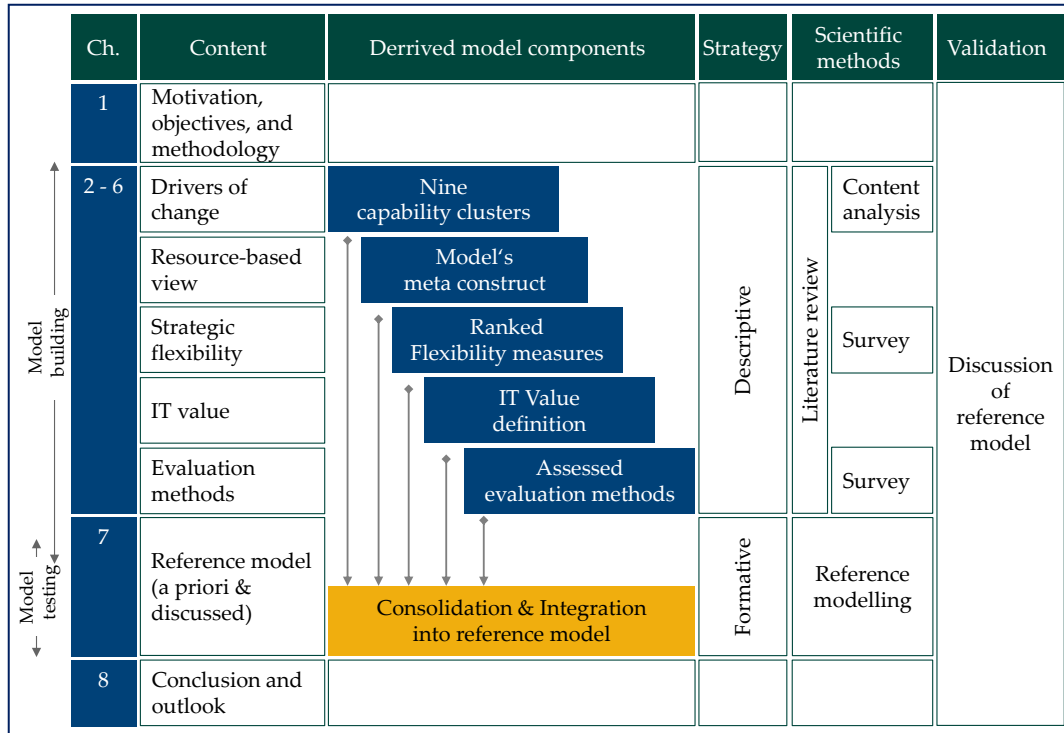 Ch.
Content
Derrived model components
Strategy
Scientific
methods
Validation
1
Motivation,
objectives, and
methodology
2 - 6
Drivers of
change
Nine
capability clusters
Content
analysis
Resource-based
view
Model‘s
meta construct
Strategic
flexibility
Ranked
Flexibility measures
Survey
IT value
IT Value
definition
Evaluation
methods
Assessed
evaluation methods
Survey
Descriptive
Literature review
Discussion
of
reference
model
Model
building
7
Reference model
(a priori &
discussed)
Consolidation & Integration
into reference model
Formative
Reference
modelling
Model
testing
8
Conclusion and
outlook